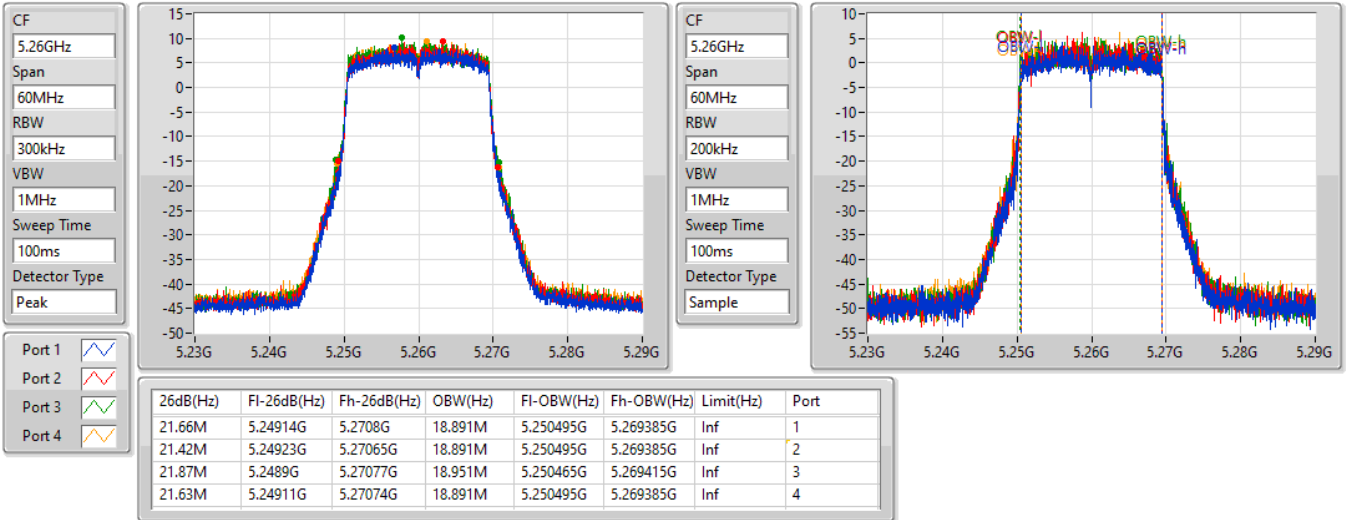 CF
5.26GHz
Span
60MHz
RBW
300kHz
VBW
1MHz
Sweep Time
100ms
Detector Type
Peak
15
10
5
0
-5
-10
-15
-20
-25
-30
-35
-40
-45
-50
5.23G 5.24G 5.25G 5.26G 5.27G 5.28G 5.29G
CF
5.26GHz
Span
60MHz
RBW
200kHz
VBW
1MHz
Sweep Time
100ms
Detector Type
Sample
10
5
0
-5
-10
-15
-20
-25
-30
-35
-40
-45
-50
-55
OBW-l OBW-h
5.23G 5.24G 5.25G 5.26G 5.27G 5.28G 5.29G
Port 1
Port 2
Port 3
Port 4
26dB(Hz) Fl-26dB(Hz) Fh-26dB(Hz) OBW(Hz) Fl-OBW(Hz) Fh-OBW(Hz) Limit(Hz) Port
21.66M 5.24914G 5.2708G 18.891M 5.250495G 5.269385G Inf 1
21.42M 5.24923G 5.27065G 18.891M 5.250495G 5.269385G Inf 2
21.87M 5.2489G 5.27077G 18.951M 5.250465G 5.269415G Inf 3
21.63M 5.24911G 5.27074G 18.891M 5.250495G 5.269385G Inf 4